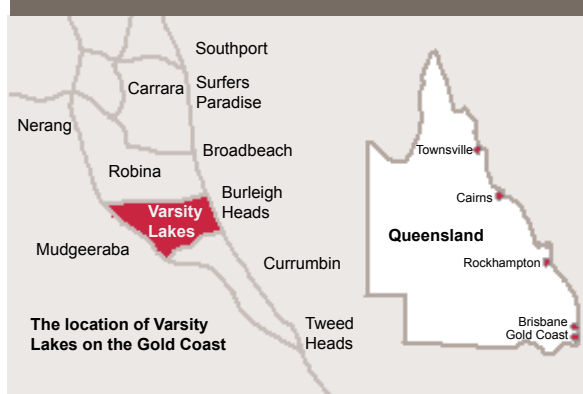 Southport
Carrara
Surfers
Paradise
Nerang
Broadbeach
Robina
Burleigh
Heads
Varsity
Lakes
Mudgeeraba
Currumbin
Tweed
Heads
The location of Varsity
Lakes on the Gold Coast
Townsville
Cairns
Queensland
Rockhampton
Brisbane
Gold Coast